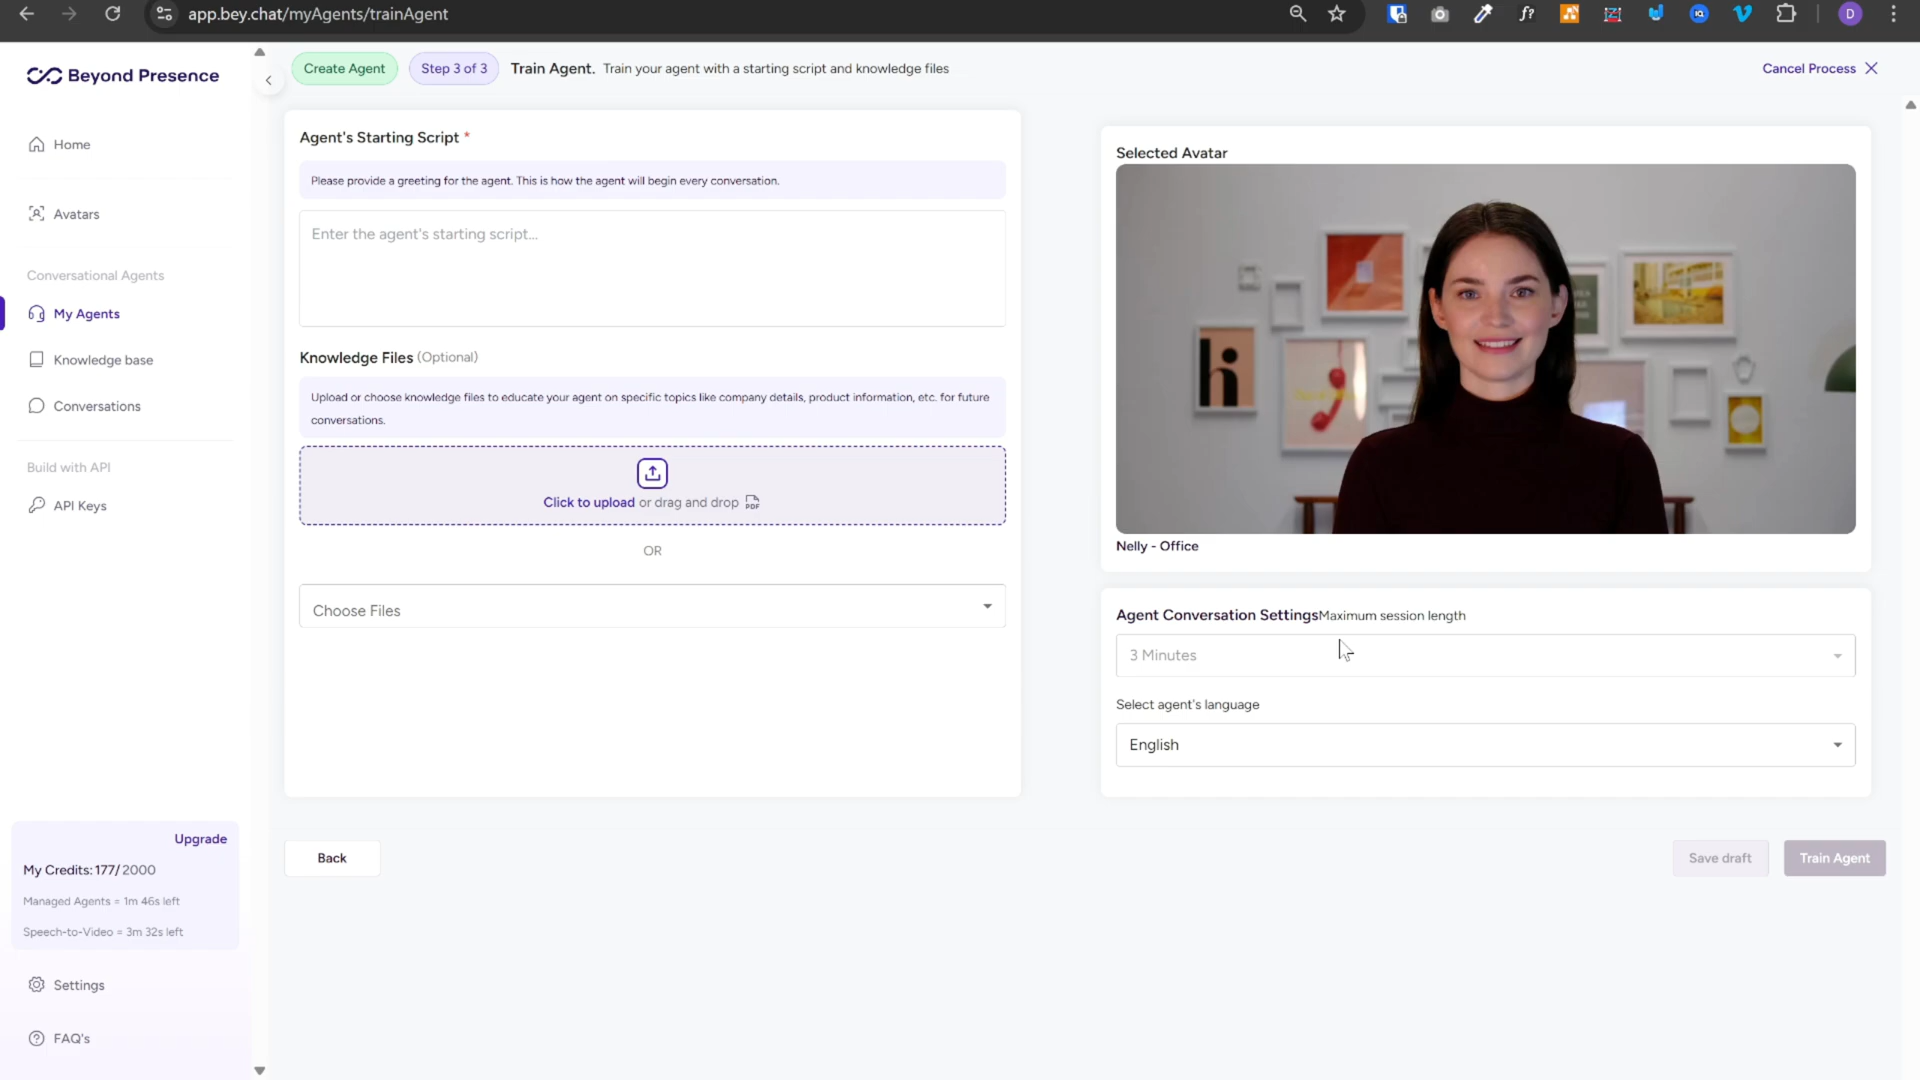 app.bey.chat/myAgents/trainAgent
D
Beyond Presence
Create Agent
Step 3 of 3
Train Agent. Train your agent with a starting script and knowledge files
Cancel Process
Home
Avatars
Conversational Agents
My Agents
Knowledge base
Conversations
Build with API
API Keys
Upgrade
My Credits: 177/2000
Managed Agents = 1m 46s left
Speech-to-Video = 3m 32s left
Settings
FAQ's
Agent's Starting Script *
Please provide a greeting for the agent. This is how the agent will begin every conversation.
Enter the agent's starting script...
Knowledge Files (Optional)
Upload or choose knowledge files to educate your agent on specific topics like company details, product information, etc. for future
conversations.
Click to upload or drag and drop PDF
OR
Choose Files
Selected Avatar
h
Nelly - Office
Agent Conversation Settings Maximum session length
3 Minutes
Select agent's language
English
Back
Save draft
Train Agent